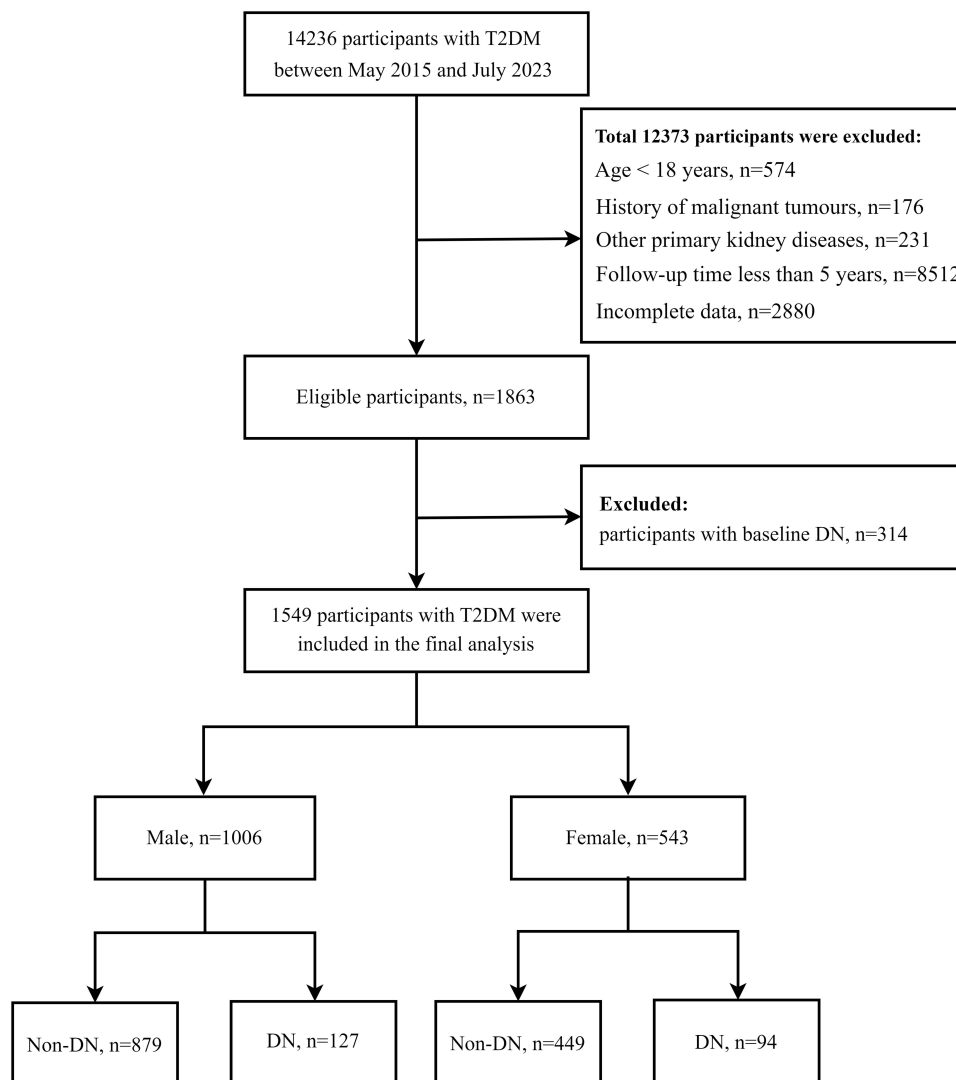 14236 participants with T2DM
between May 2015 and July 2023
Total 12373 participants were excluded:
Age < 18 years, n=574
History of malignant tumours, n=176
Other primary kidney diseases, n=231
Follow-up time less than 5 years, n=8512
Incomplete data, n=2880
Eligible participants, n=1863
Excluded:
participants with baseline DN, n=314
1549 participants with T2DM were
included in the final analysis
Male, n=1006
Female, n=543
Non-DN, n=879
DN, n=127
Non-DN, n=449
DN, n=94